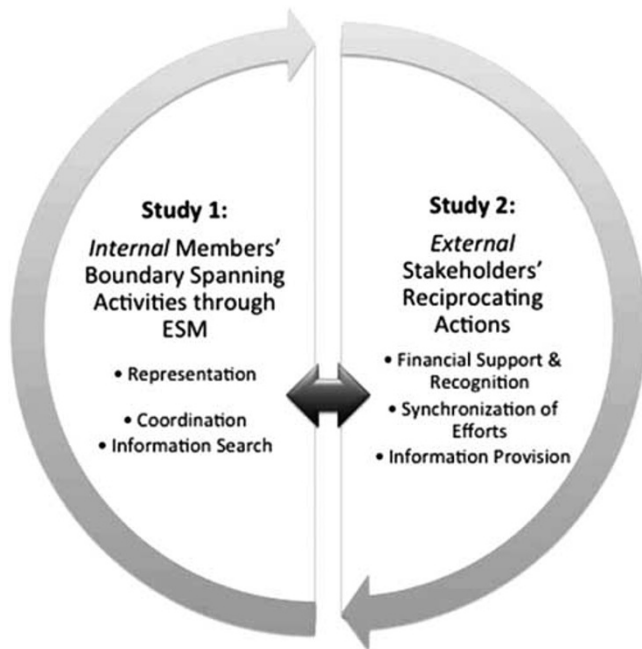 Study 1:
Internal Members’
Boundary Spanning
Activities through
ESM
• Representation
• Coordination
• Information Search
Study 2:
External
Stakeholders’
Reciprocating
Actions
• Financial Support &
Recognition
• Synchronization of
Efforts
• Information Provision